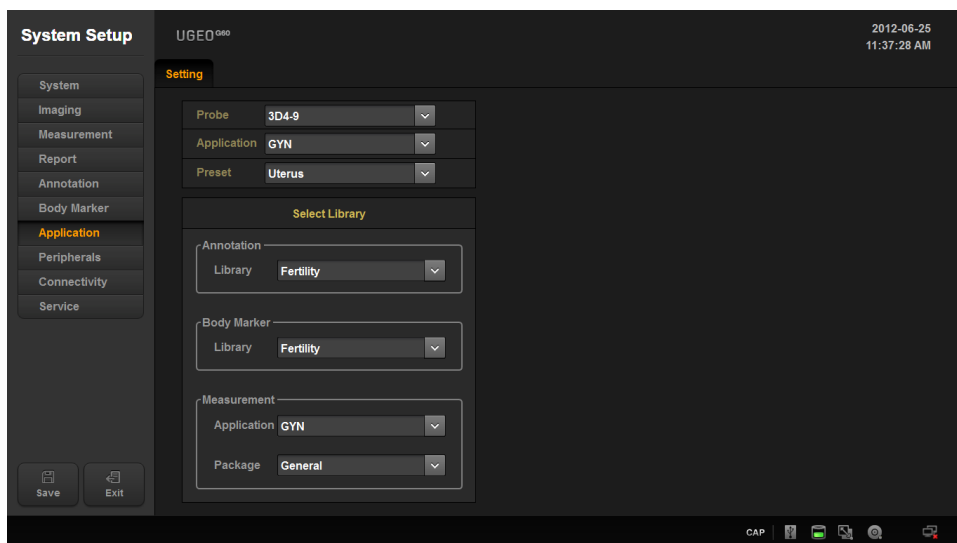 System Setup
UGEO G60
2012-06-25
11:37:28 AM
Setting
System
Imaging
Measurement
Report
Annotation
Body Marker
Application
Peripherals
Connectivity
Service
Save
Exit
Probe 3D4-9
Application GYN
Preset Uterus
Select Library
Annotation
Library Fertility
Body Marker
Library Fertility
Measurement
Application GYN
Package General
CAP